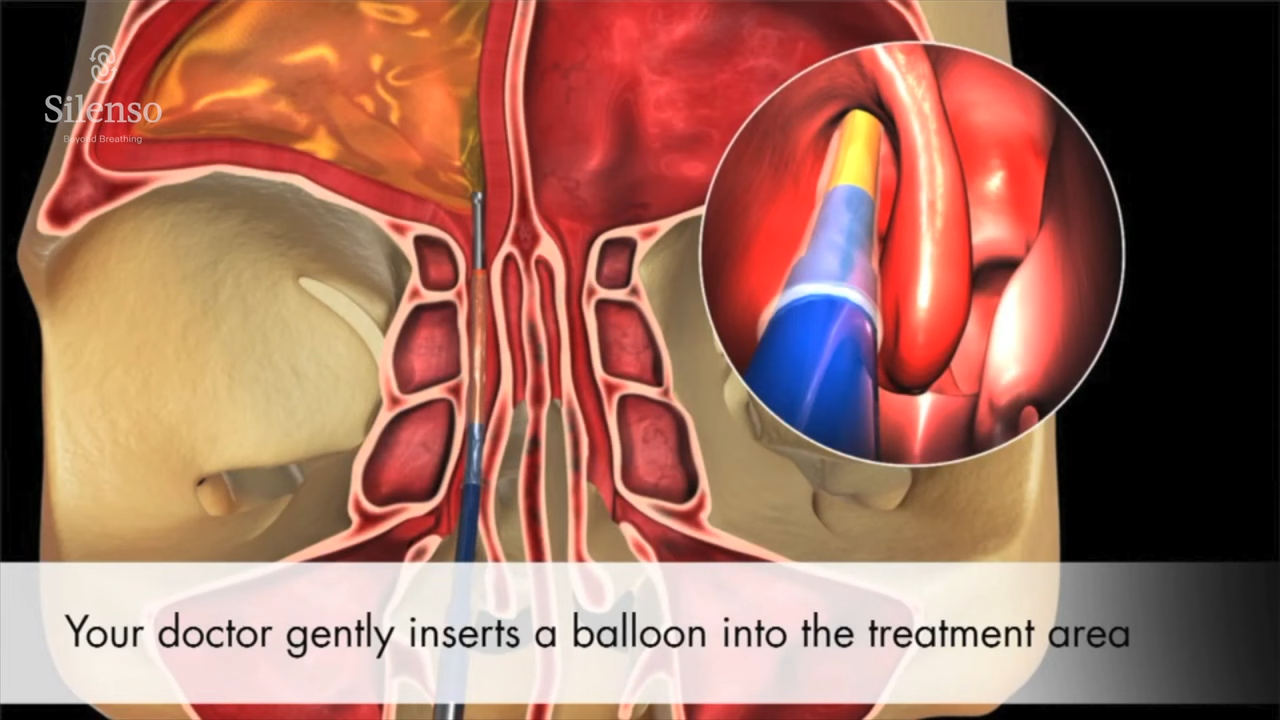 Silenso
Beyond Breathing
Your doctor gently inserts a balloon into the treatment area